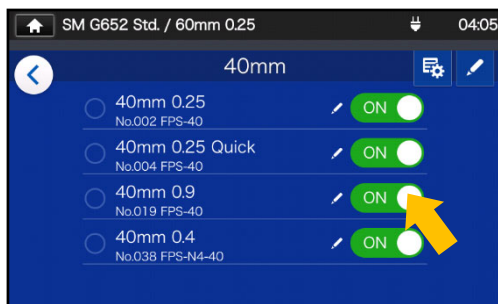 SM G652 Std. / 60mm 0.25
04:05
40mm
40mm 0.25
No.002 FPS-40
ON
40mm 0.25 Quick
No.004 FPS-40
ON
40mm 0.9
No.019 FPS-40
ON
40mm 0.4
No.038 FPS-N4-40
ON